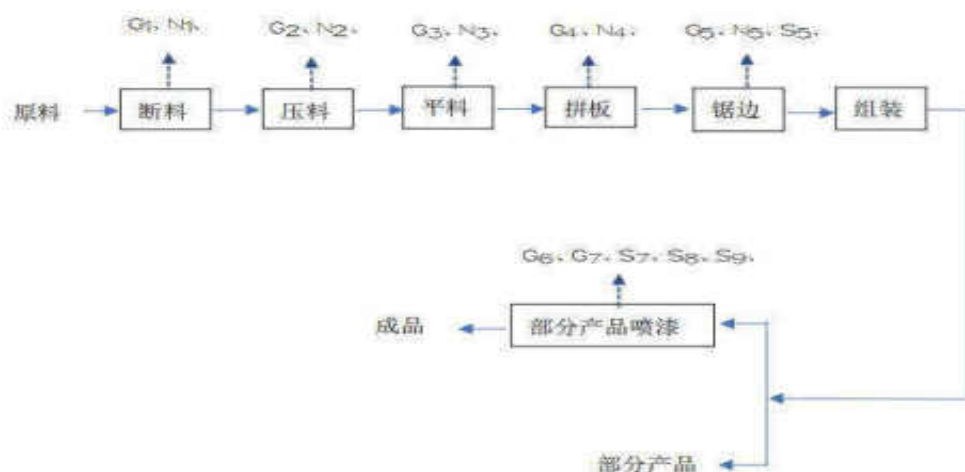 G1、N1、 G2、N2、 G3、N3、 G4、N4、 G5、N5、S5、
原料 断料 压料 平料 拼板 锯边 组装
G6、G7、S7、S8、S9、
成品 部分产品喷漆
部分产品